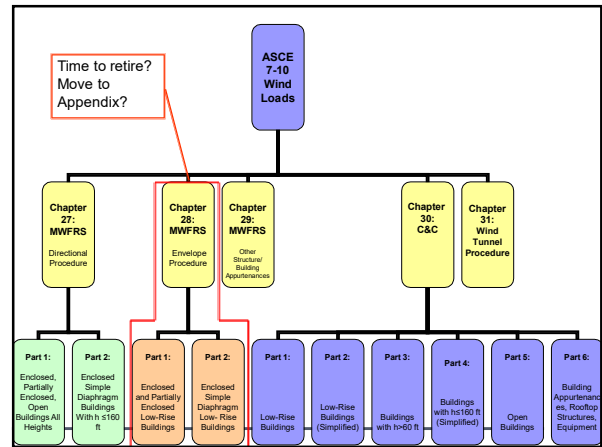 Time to retire?
Move to
Appendix?
ASCE
7-10
Wind
Loads
Chapter
27:
MWFRS
Directional
Procedure
Chapter
28:
MWFRS
Envelope
Procedure
Chapter
29:
MWFRS
Other
Structure/
Building
Appurtenances
Chapter
30:
C&C
Chapter
31:
Wind
Tunnel
Procedure
Part 1:
Enclosed,
Partially
Enclosed,
Open
Buildings All
Heights
Part 2:
Enclosed
Simple
Diaphragm
Buildings
With h ≤160
ft
Part 1:
Enclosed
and Partially
Enclosed
Low-Rise
Buildings
Part 2:
Enclosed
Simple
Diaphragm
Low- Rise
Buildings
Part 1:
Low-Rise
Buildings
Part 2:
Low-Rise
Buildings
(Simplified)
Part 3:
Buildings
with h>60 ft
Part 4:
Buildings
with h≤160 ft
(Simplified)
Part 5:
Open
Buildings
Part 6:
Building
Appurtenanc
es, Rooftop
Structures,
Equipment